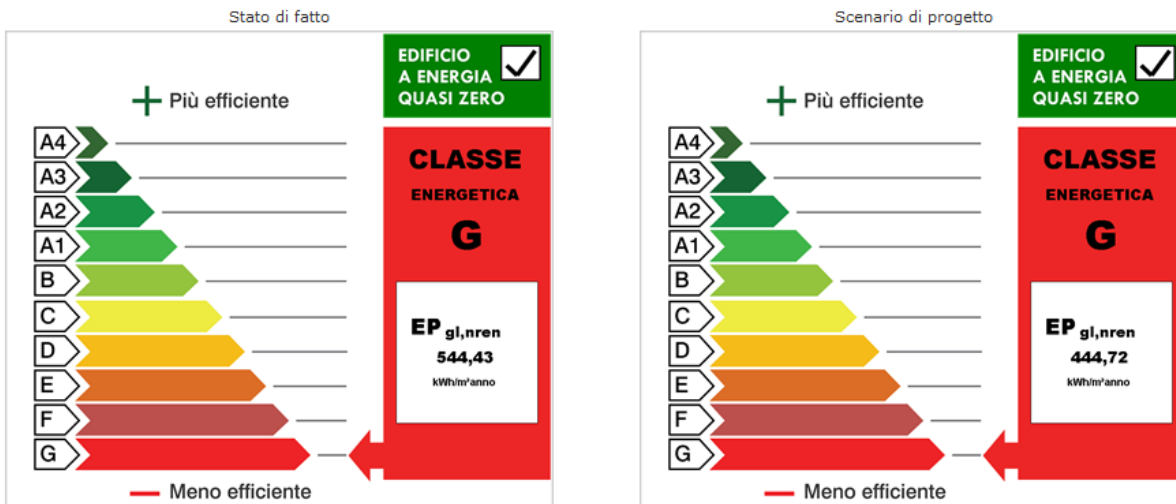 Stato di fatto
EDIFICIO
A ENERGIA
QUASI ZERO
Più efficiente
A4
A3
A2
A1
B
C
D
E
F
G
CLASSE
ENERGETICA
G
EP gl,nren
544,43
kWh/m²anno
Meno efficiente
Scenario di progetto
EDIFICIO
A ENERGIA
QUASI ZERO
Più efficiente
A4
A3
A2
A1
B
C
D
E
F
G
CLASSE
ENERGETICA
G
EP gl,nren
444,72
kWh/m²anno
Meno efficiente